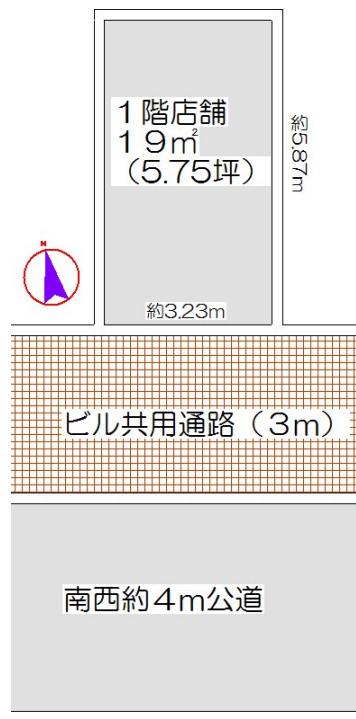 １階店舗
１９㎡
（5.75坪）
約5.87m
N
約3.23m
ビル共用通路（３ｍ）
南西約４ｍ公道